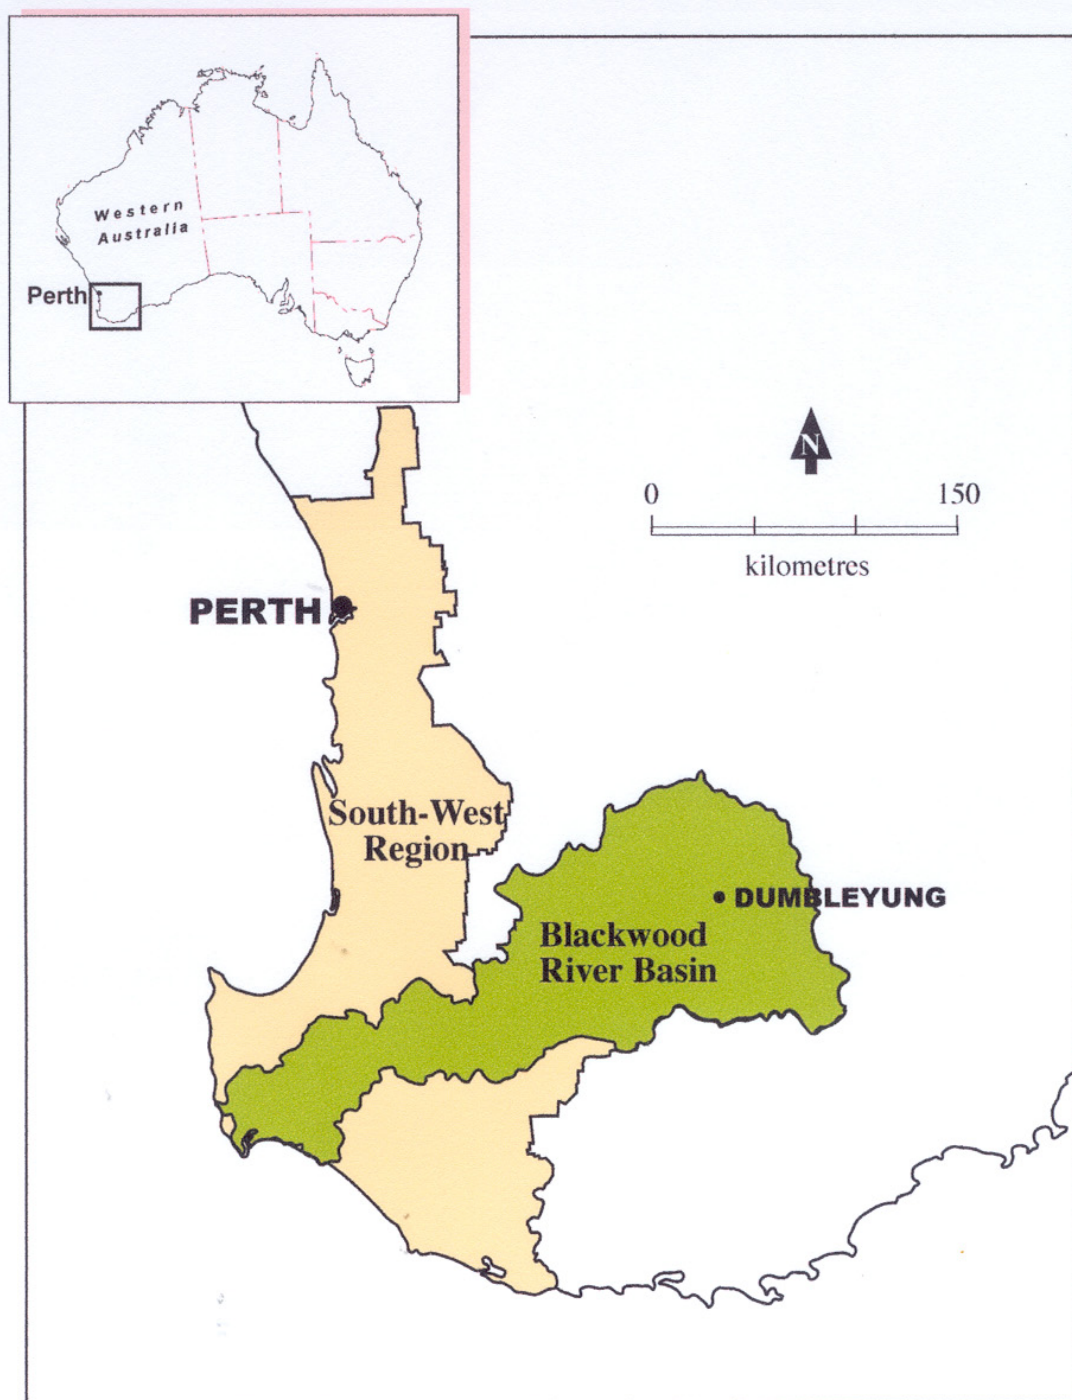 Western
Australia
Perth
N
0 150
kilometres
PERTH
South-West
Region
DUMBLEYUNG
Blackwood
River Basin